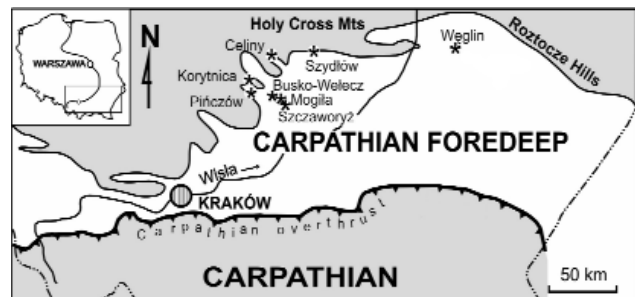 WARSZAWA
N
Holy Cross Mts
Celiny
Szydłów
Węglin
Roztocze Hills
Korytnica
Busko-Wełecz
Pińczów
Mogiła
Szczaworyż
CARPATHIAN FOREDEEP
Wisła
KRAKÓW
Carpathian overthrust
CARPATHIAN
50 km